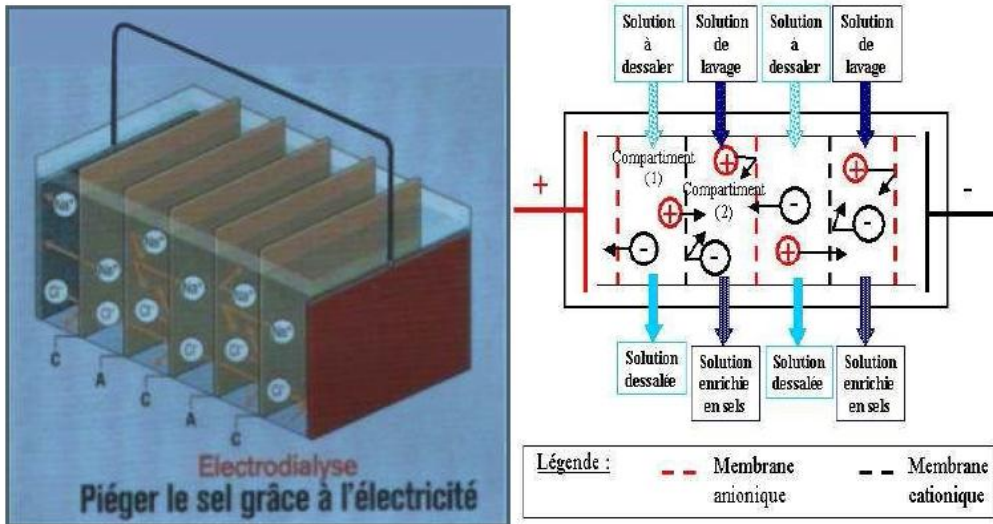 Na⁺
Na⁺
Na⁺
Na⁺
Na⁺
Na⁺
Cl⁻
Cl⁻
Cl⁻
Cl⁻
Cl⁻
Cl⁻
C
A
C
A
C
Electrodialyse
Piéger le sel grâce à l'électricité
Solution
à
dessaler
Solution
de
lavage
Solution
à
dessaler
Solution
de
lavage
+
-
Compartiment
(1)
Compartiment
(2)
+
+
+
+
-
-
-
-
Solution
dessalée
Solution
enrichie
en sels
Solution
dessalée
Solution
enrichie
en sels
Légende :
Membrane
anionique
Membrane
cationique